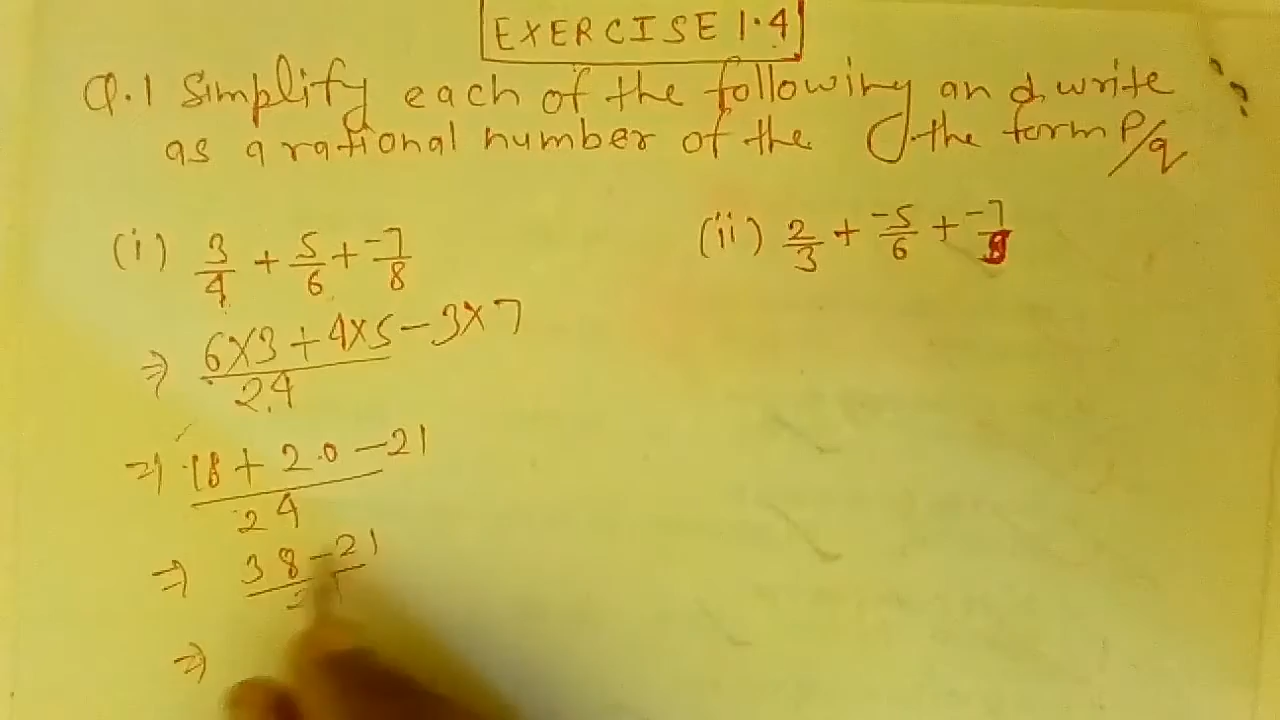 EXERCISE 1.4
Q.1 Simplify each of the following and write
as a rational number of the the form P/q
(i) 3/4 + 5/6 + -7/8
(ii) 2/3 + -5/6 + -7/
⇒ 6×3+4×5-3×7/24
⇒ 18+20-21/24
⇒ 38-21/
⇒